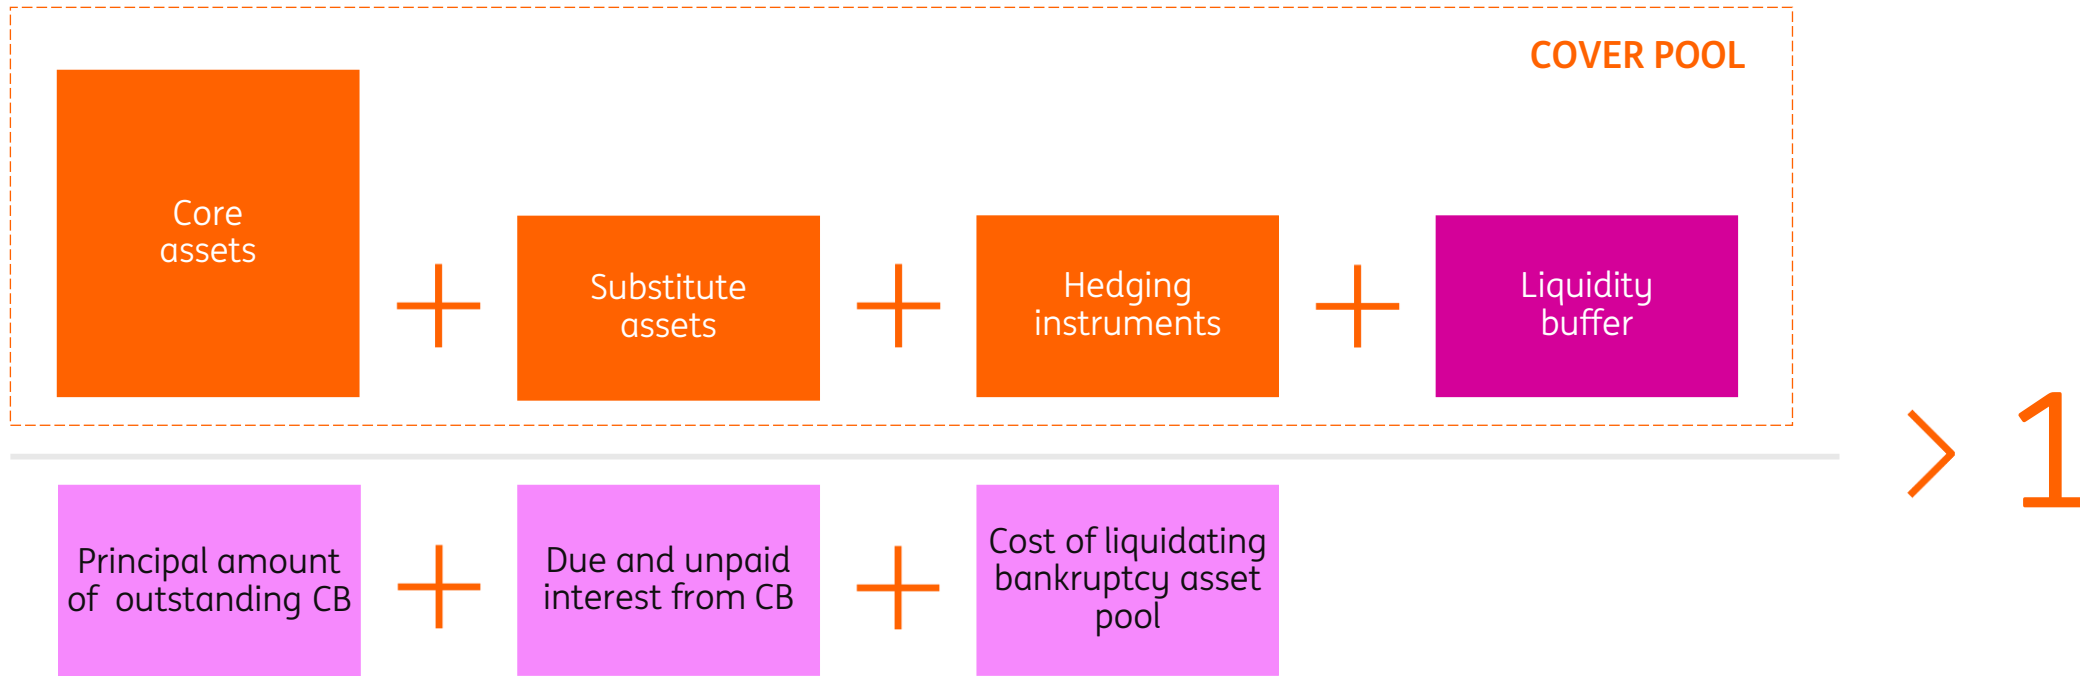 COVER POOL
Core
assets
+
Substitute
assets
+
Hedging
instruments
+
Liquidity
buffer
> 1
Principal amount
of outstanding CB
+
Due and unpaid
interest from CB
+
Cost of liquidating
bankruptcy asset
pool